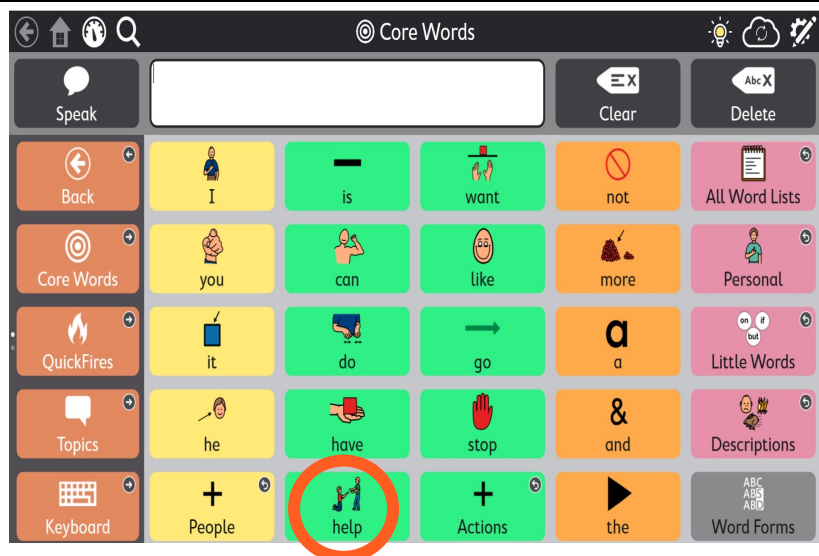 Core Words
Speak
Clear
Abc X
Delete
Back
I
is
want
not
All Word Lists
Core Words
you
can
like
more
Personal
QuickFires
it
do
go
a
a
on if
but
Little Words
Topics
he
have
stop
&
and
Descriptions
Keyboard
People
help
Actions
the
ABC
ABS
ABD
Word Forms